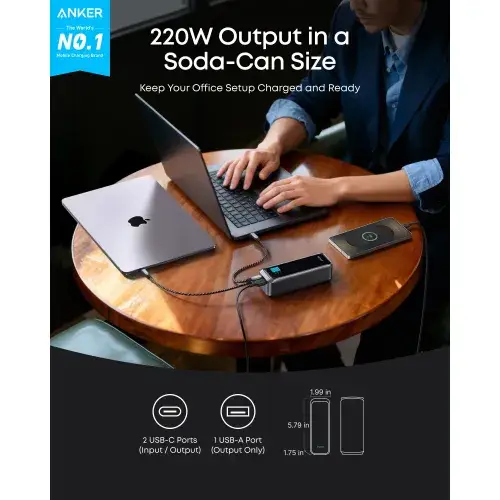 ANKER
The World's
NO.1
Mobile Charging Brand
220W Output in a
Soda-Can Size
Keep Your Office Setup Charged and Ready
2 USB-C Ports
(Input / Output)
1 USB-A Port
(Output Only)
1.99 in
5.79 in
1.75 in